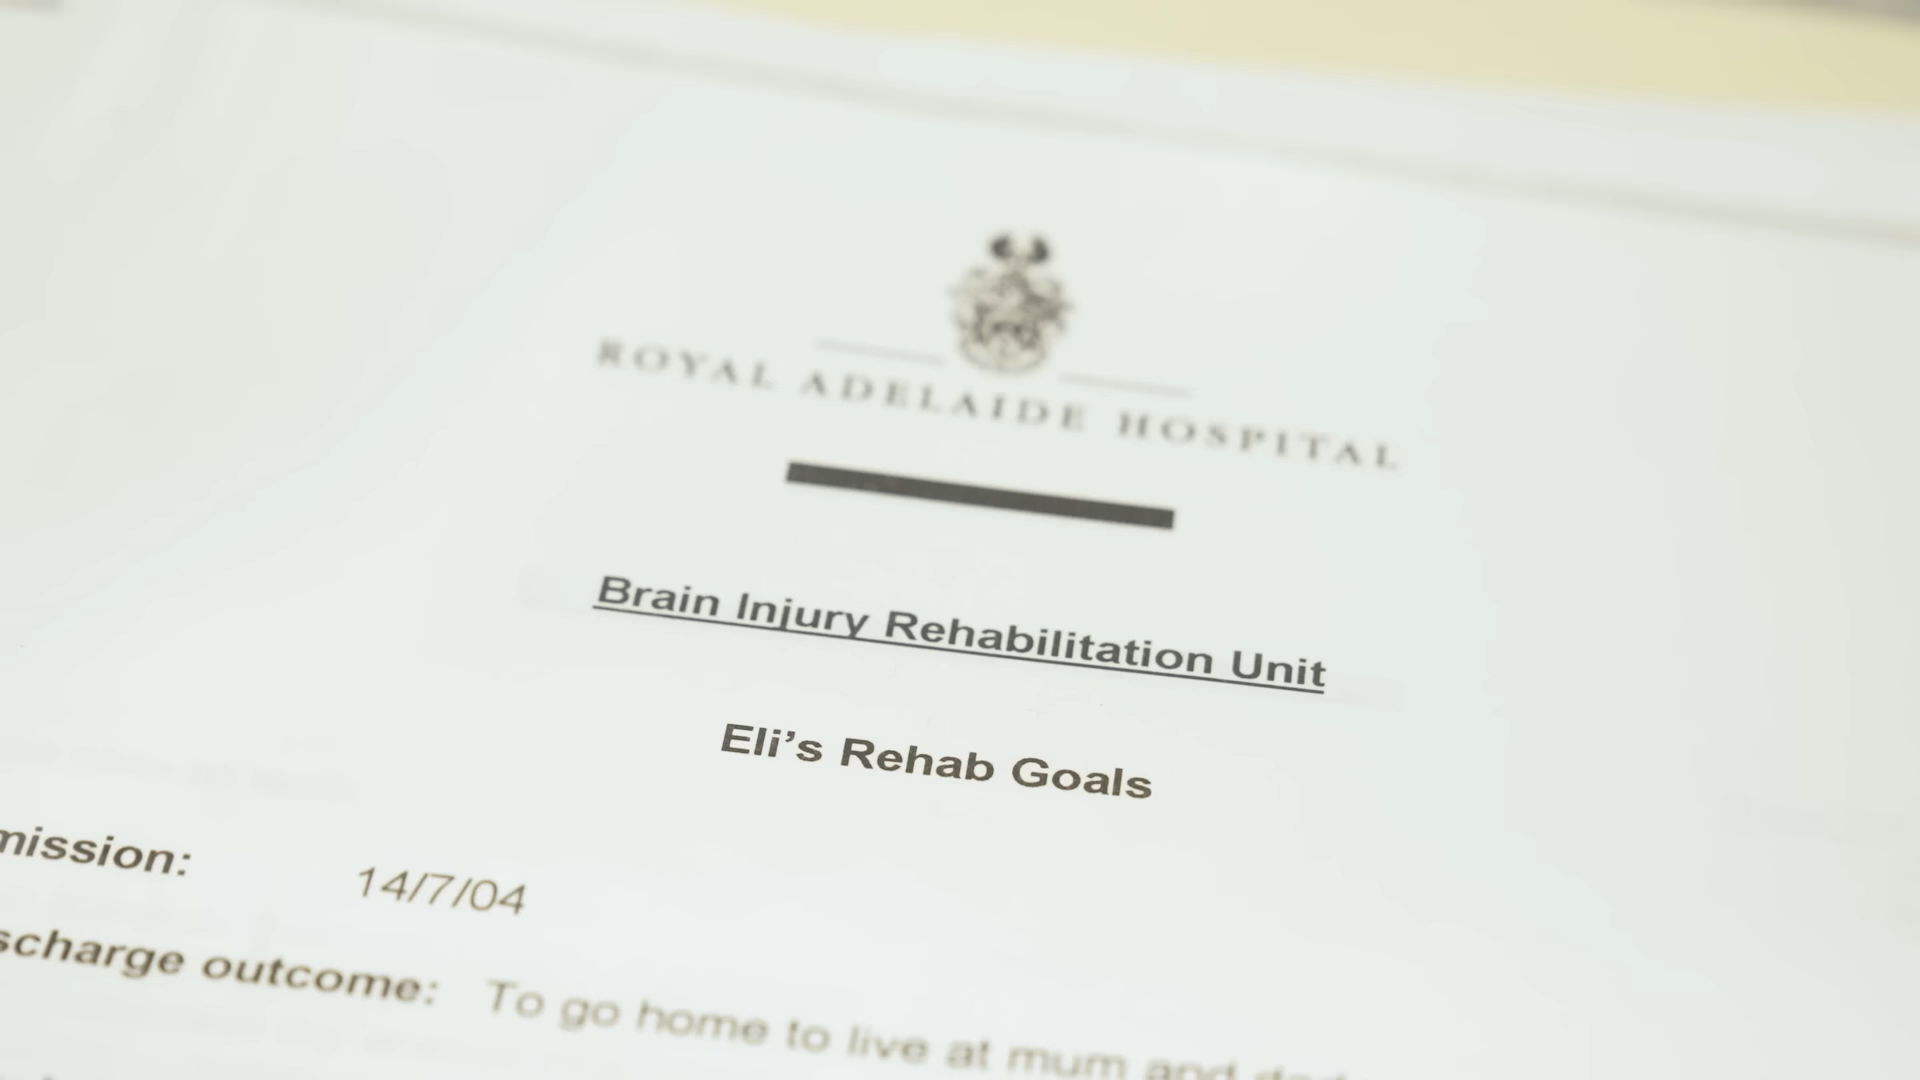 ROYAL ADELAIDE HOSPITAL
Brain Injury Rehabilitation Unit
Eli’s Rehab Goals
mission: 14/7/04
scharge outcome: To go home to live at mum and